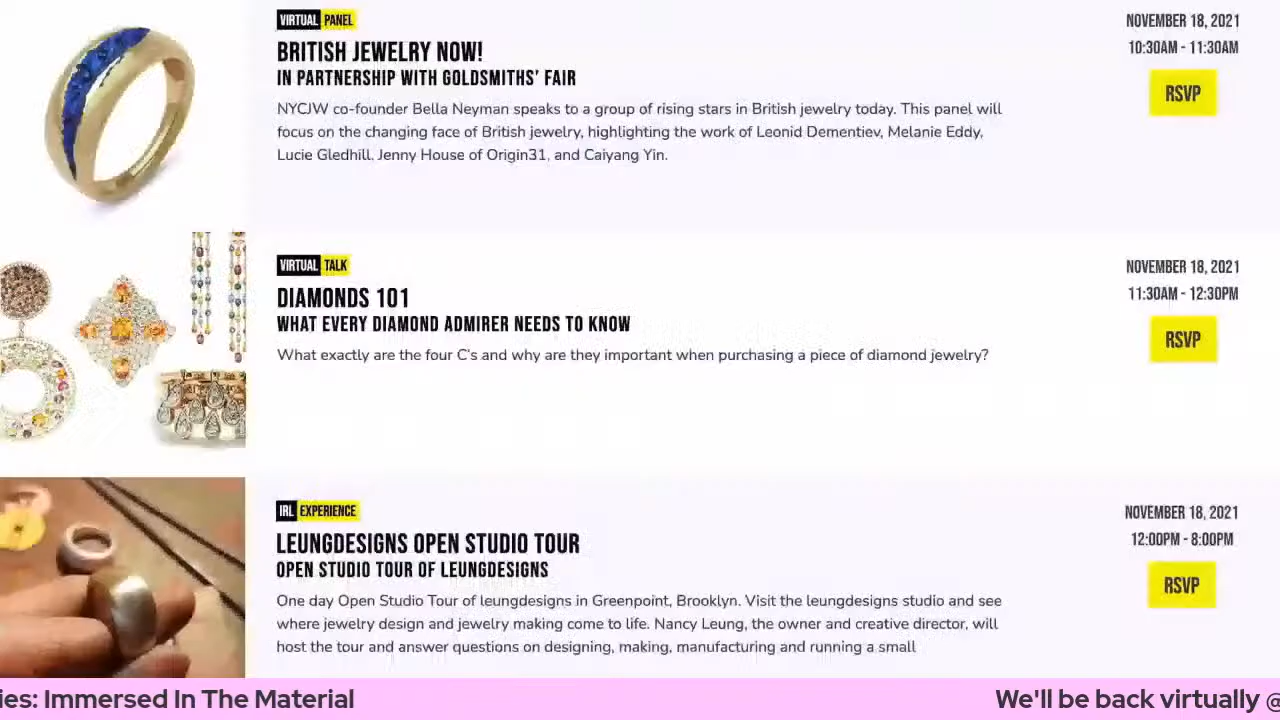 VIRTUAL PANEL
NOVEMBER 18, 2021
BRITISH JEWELRY NOW!
10:30AM - 11:30AM
IN PARTNERSHIP WITH GOLDSMITHS' FAIR
RSVP
NYCJW co-founder Bella Neyman speaks to a group of rising stars in British jewelry today. This panel will
focus on the changing face of British jewelry, highlighting the work of Leonid Dementiev, Melanie Eddy,
Lucie Gledhill, Jenny House of Origin31, and Caiyang Yin.
VIRTUAL TALK
NOVEMBER 18, 2021
DIAMONDS 101
11:30AM - 12:30PM
WHAT EVERY DIAMOND ADMIRER NEEDS TO KNOW
RSVP
What exactly are the four C's and why are they important when purchasing a piece of diamond jewelry?
IRL EXPERIENCE
NOVEMBER 18, 2021
LEUNGDESIGNS OPEN STUDIO TOUR
12:00PM - 8:00PM
OPEN STUDIO TOUR OF LEUNGDESIGNS
RSVP
One day Open Studio Tour of leungdesigns in Greenpoint, Brooklyn. Visit the leungdesigns studio and see
where jewelry design and jewelry making come to life. Nancy Leung, the owner and creative director, will
host the tour and answer questions on designing, making, manufacturing and running a small
ies: Immersed In The Material
We'll be back virtually @